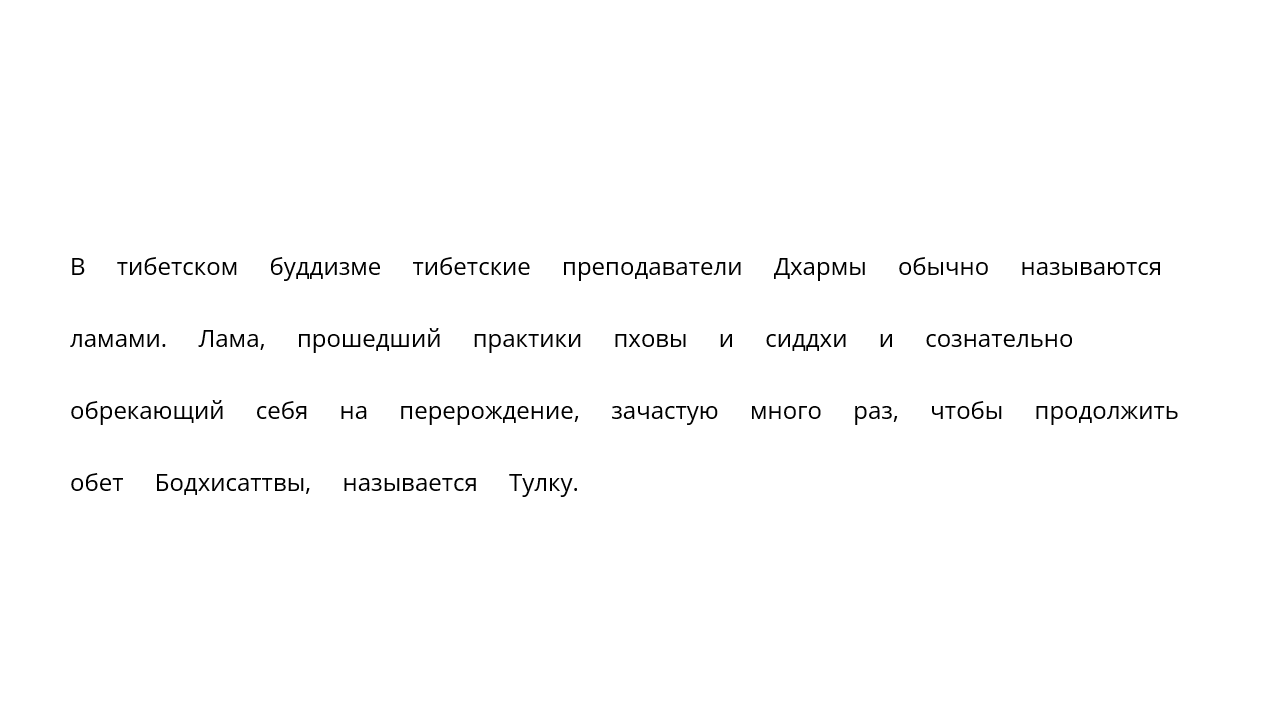 В тибетском буддизме тибетские преподаватели Дхармы обычно называются
ламами. Лама, прошедший практики пховы и сиддхи и сознательно
обрекающий себя на перерождение, зачастую много раз, чтобы продолжить
обет Бодхисаттвы, называется Тулку.